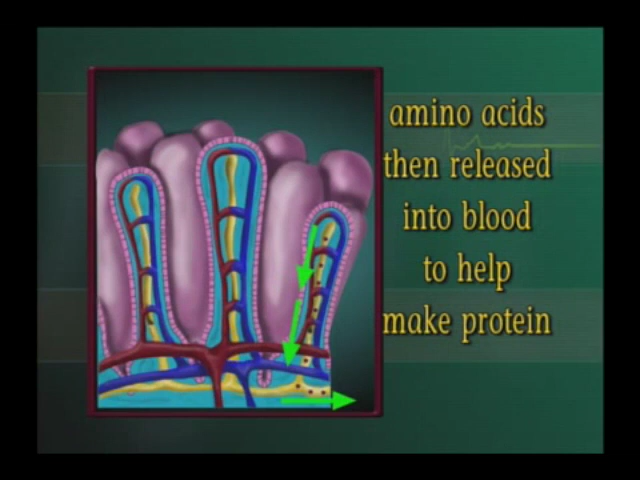 amino acids
then released
into blood
to help
make protein